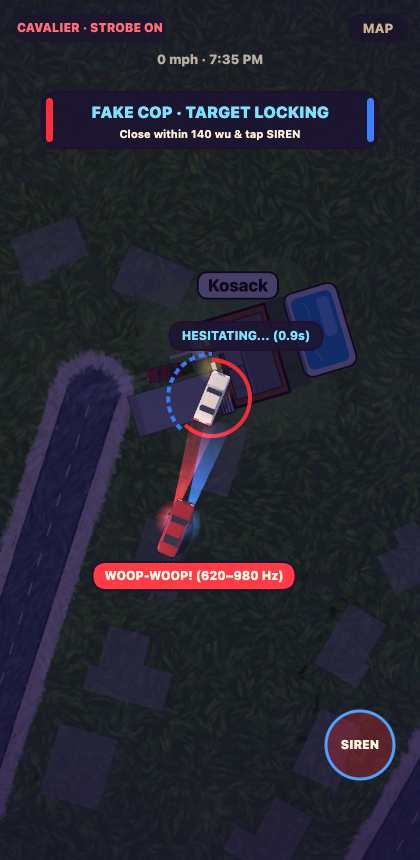 CAVALIER · STROBE ON
MAP
0 mph · 7:35 PM
FAKE COP · TARGET LOCKING
Close within 140 wu & tap SIREN
Kosack
HESITATING... (0.9s)
WOOP-WOOP! (620–980 Hz)
SIREN